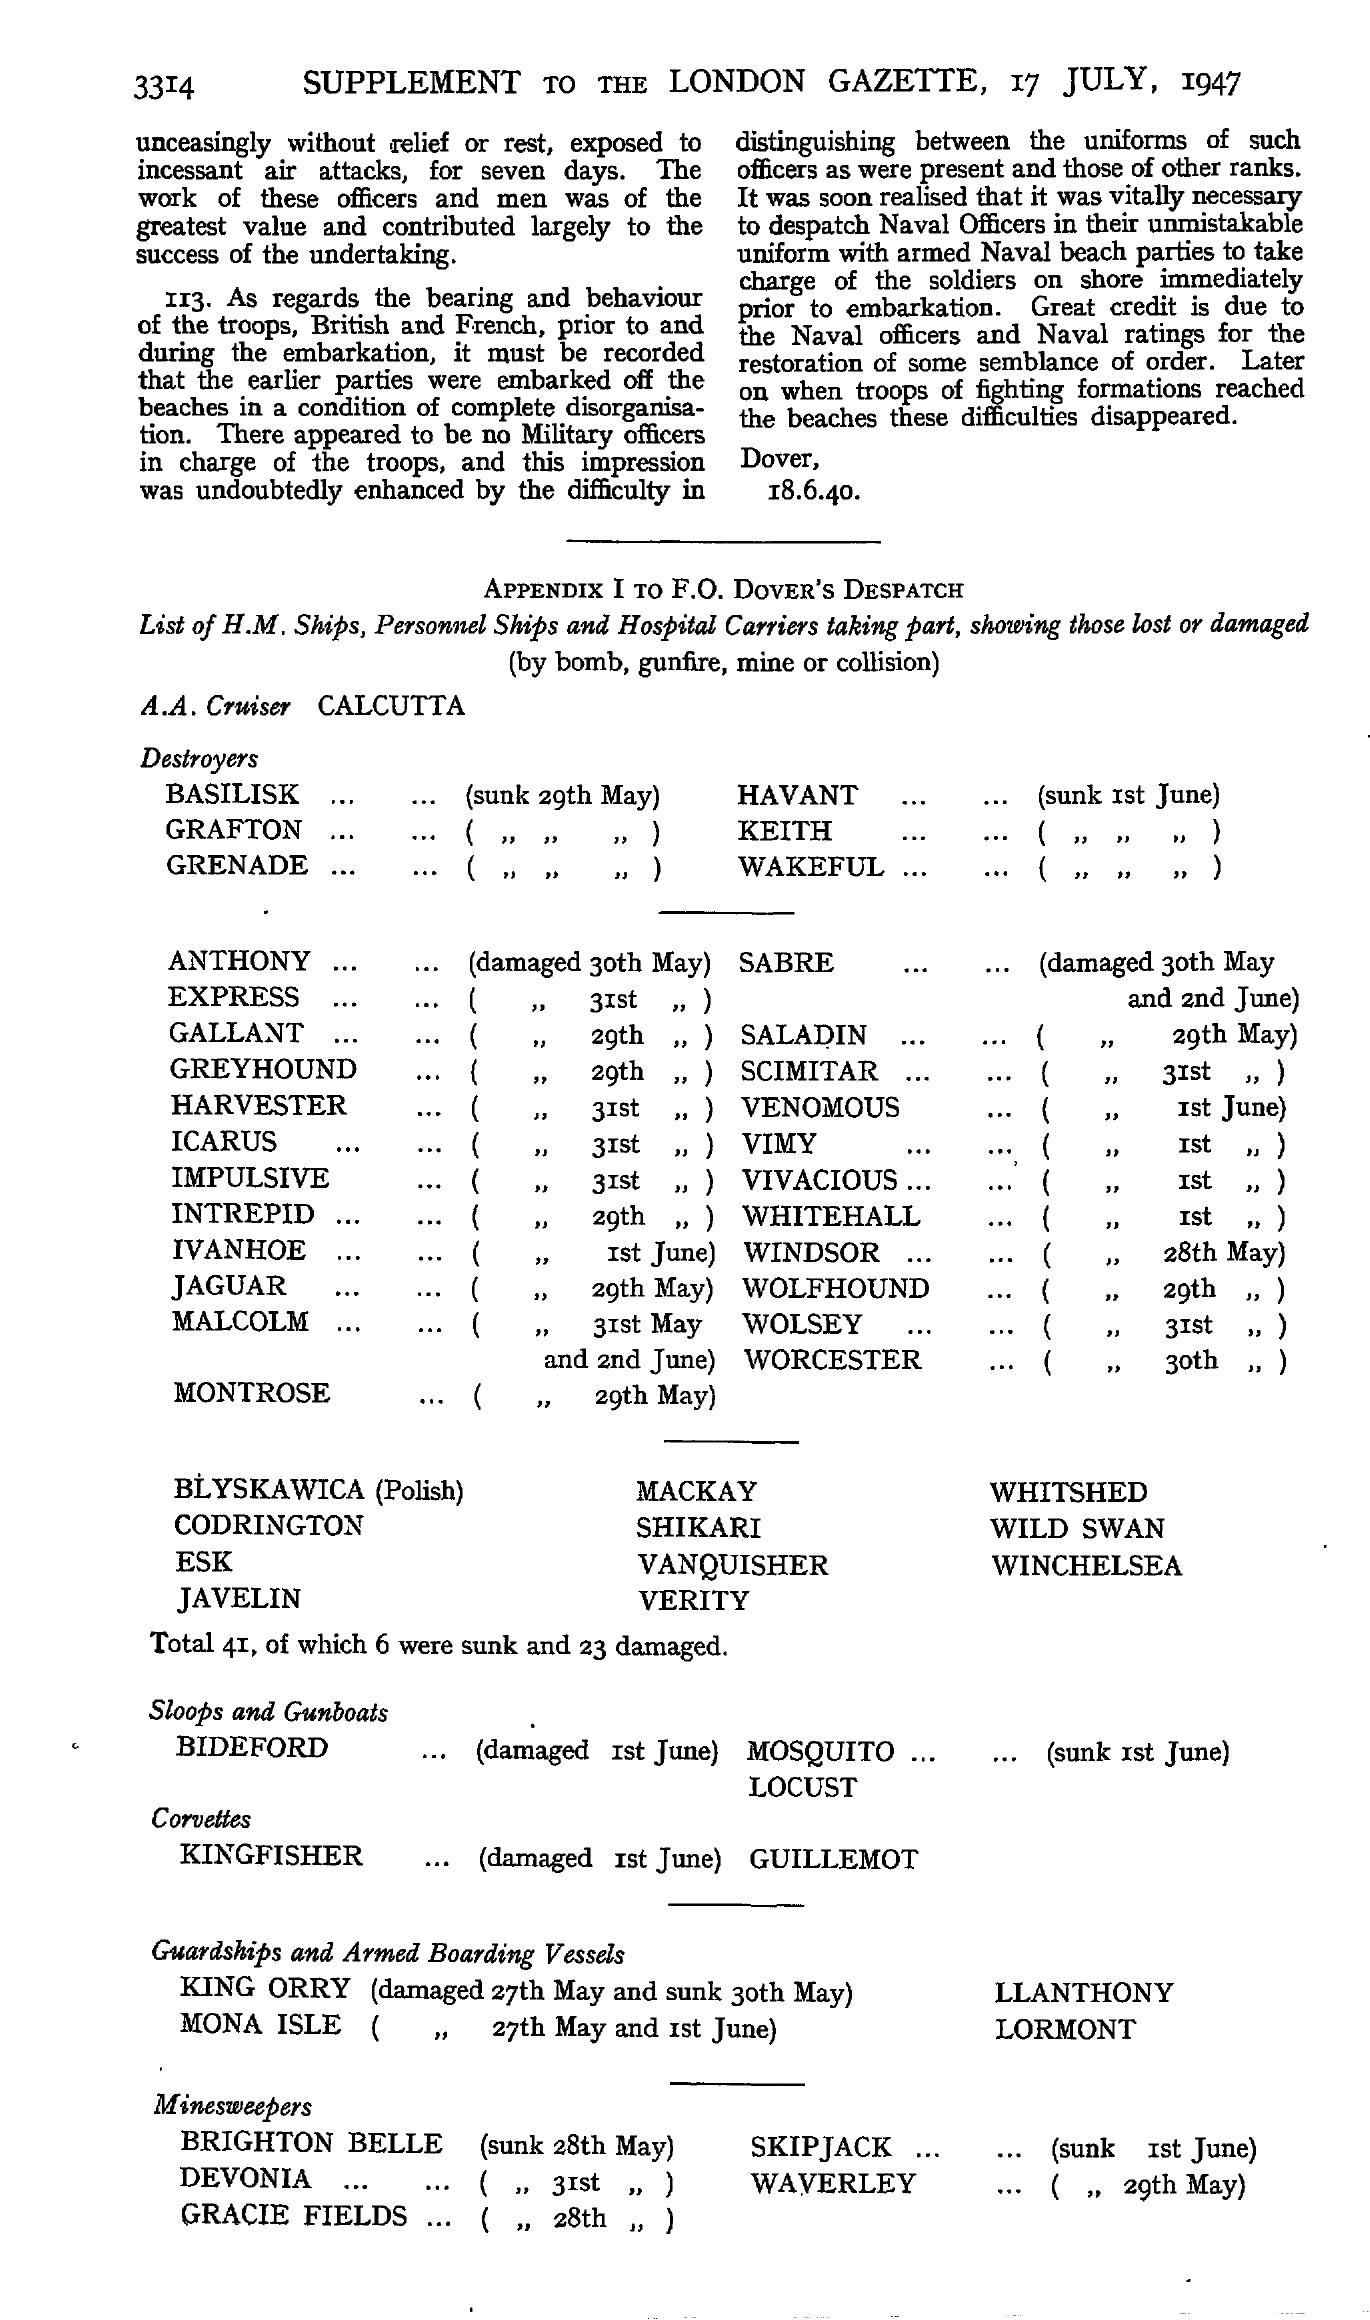 3314 SUPPLEMENT TO THE LONDON GAZETTE, 17 JULY, 1947
unceasingly without relief or rest, exposed to
incessant air attacks, for seven days. The
work of these officers and men was of the
greatest value and contributed largely to the
success of the undertaking.
113. As regards the bearing and behaviour
of the troops, British and French, prior to and
during the embarkation, it must be recorded
that the earlier parties were embarked off the
beaches in a condition of complete disorganisa-
tion. There appeared to be no Military officers
in charge of the troops, and this impression
was undoubtedly enhanced by the difficulty in
distinguishing between the uniforms of such
officers as were present and those of other ranks.
It was soon realised that it was vitally necessary
to despatch Naval Officers in their unmistakable
uniform with armed Naval beach parties to take
charge of the soldiers on shore immediately
prior to embarkation. Great credit is due to
the Naval officers and Naval ratings for the
restoration of some semblance of order. Later
on when troops of fighting formations reached
the beaches these difficulties disappeared.
Dover,
18.6.40.
APPENDIX I TO F.O. DOVER'S DESPATCH
List of H.M. Ships, Personnel Ships and Hospital Carriers taking part, showing those lost or damaged
(by bomb, gunfire, mine or collision)
A.A. Cruiser CALCUTTA
Destroyers
BASILISK ... ... (sunk 29th May) HAVANT ... ... (sunk 1st June)
GRAFTON ... ... ( „ „ „ ) KEITH ... ... ( „ „ „ )
GRENADE ... ... ( „ „ „ ) WAKEFUL ... ... ( „ „ „ )
ANTHONY ... ... (damaged 30th May) SABRE ... ... (damaged 30th May
EXPRESS ... ... ( „ 31st „ ) and 2nd June)
GALLANT ... ... ( „ 29th „ ) SALADIN ... ... ( „ 29th May)
GREYHOUND ... ( „ 29th „ ) SCIMITAR ... ... ( „ 31st „ )
HARVESTER ... ( „ 31st „ ) VENOMOUS ... ( „ 1st June)
ICARUS ... ... ( „ 31st „ ) VIMY ... ... ( „ 1st „ )
IMPULSIVE ... ( „ 31st „ ) VIVACIOUS ... ... ( „ 1st „ )
INTREPID ... ... ( „ 29th „ ) WHITEHALL ... ( „ 1st „ )
IVANHOE ... ... ( „ 1st June) WINDSOR ... ... ( „ 28th May)
JAGUAR ... ... ( „ 29th May) WOLFHOUND ... ( „ 29th „ )
MALCOLM ... ... ( „ 31st May WOLSEY ... ... ( „ 31st „ )
and 2nd June) WORCESTER ... ( „ 30th „ )
MONTROSE ... ( „ 29th May)
BLYSKAWICA (Polish) MACKAY WHITSHED
CODRINGTON SHIKARI WILD SWAN
ESK VANQUISHER WINCHELSEA
JAVELIN VERITY
Total 41, of which 6 were sunk and 23 damaged.
Sloops and Gunboats
BIDEFORD ... (damaged 1st June) MOSQUITO ... ... (sunk 1st June)
LOCUST
Corvettes
KINGFISHER ... (damaged 1st June) GUILLEMOT
Guardships and Armed Boarding Vessels
KING ORRY (damaged 27th May and sunk 30th May) LLANTHONY
MONA ISLE ( „ 27th May and 1st June) LORMONT
Minesweepers
BRIGHTON BELLE (sunk 28th May) SKIPJACK ... ... (sunk 1st June)
DEVONIA ... ... ( „ 31st „ ) WAVERLEY ... ( „ 29th May)
GRACIE FIELDS ... ( „ 28th „ )